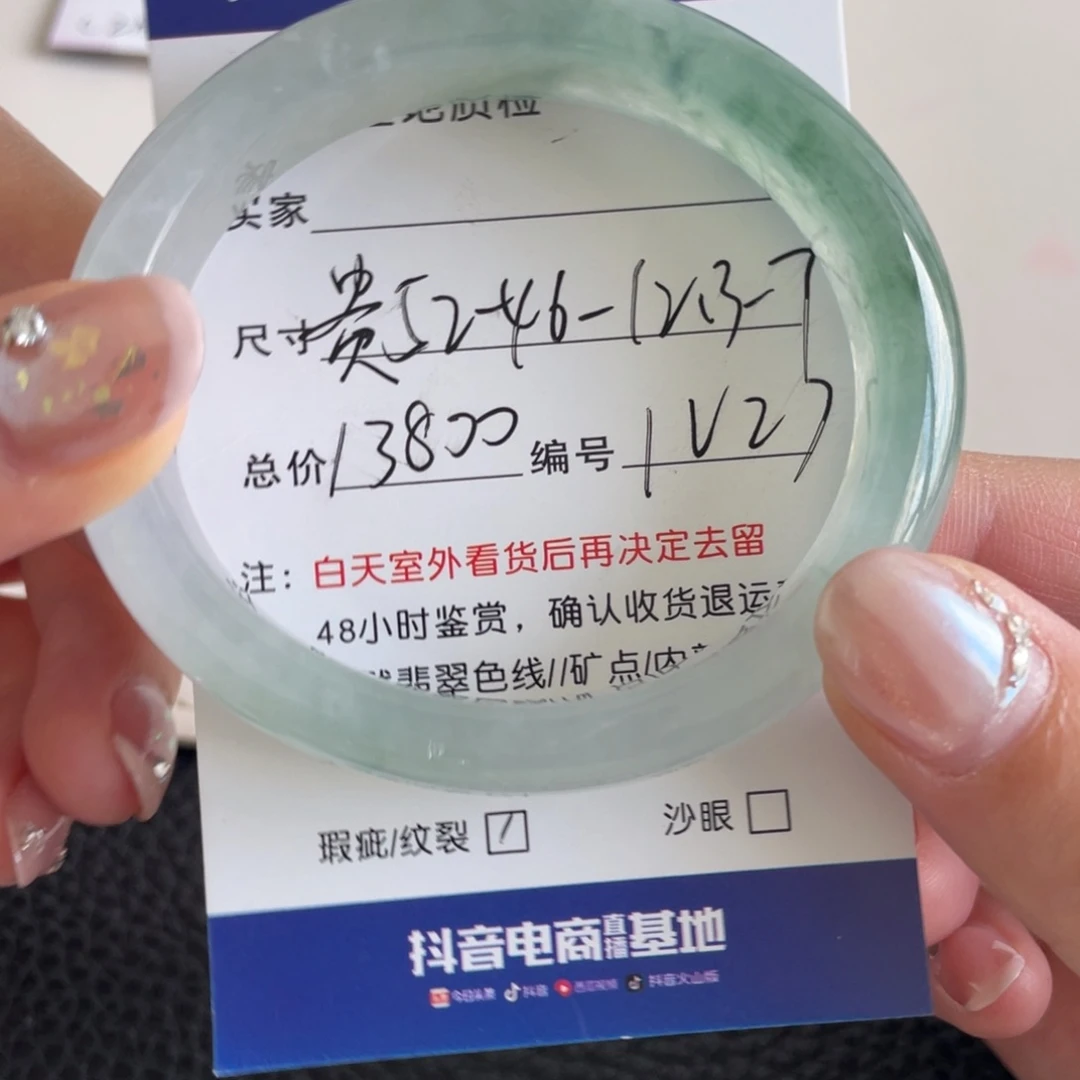 地质检
买家
尺寸 贵52-46-12.3-7
总价 13800 编号 1V27
注：白天室外看货后再决定去留
48小时鉴赏，确认收货退运
翡翠色线//矿点/内
瑕疵/纹裂 沙眼
抖音电商直播基地
今日头条 抖音 西瓜视频 抖音火山版